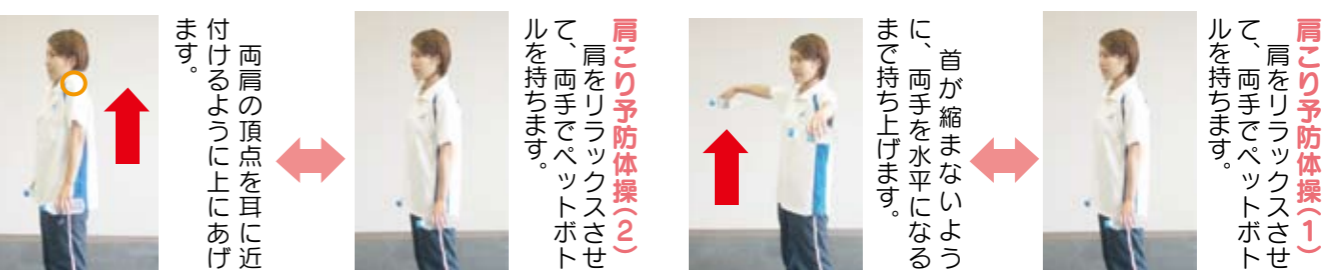 肩こり予防体操(1)
肩をリラックスさせ
て、両手でペットボト
ルを持ちます。
首が縮まないよう
に、両手を水平になる
まで持ち上げます。
肩こり予防体操(2)
肩をリラックスさせ
て、両手でペットボト
ルを持ちます。
両肩の頂点を耳に近
付けるように上にあげ
ます。